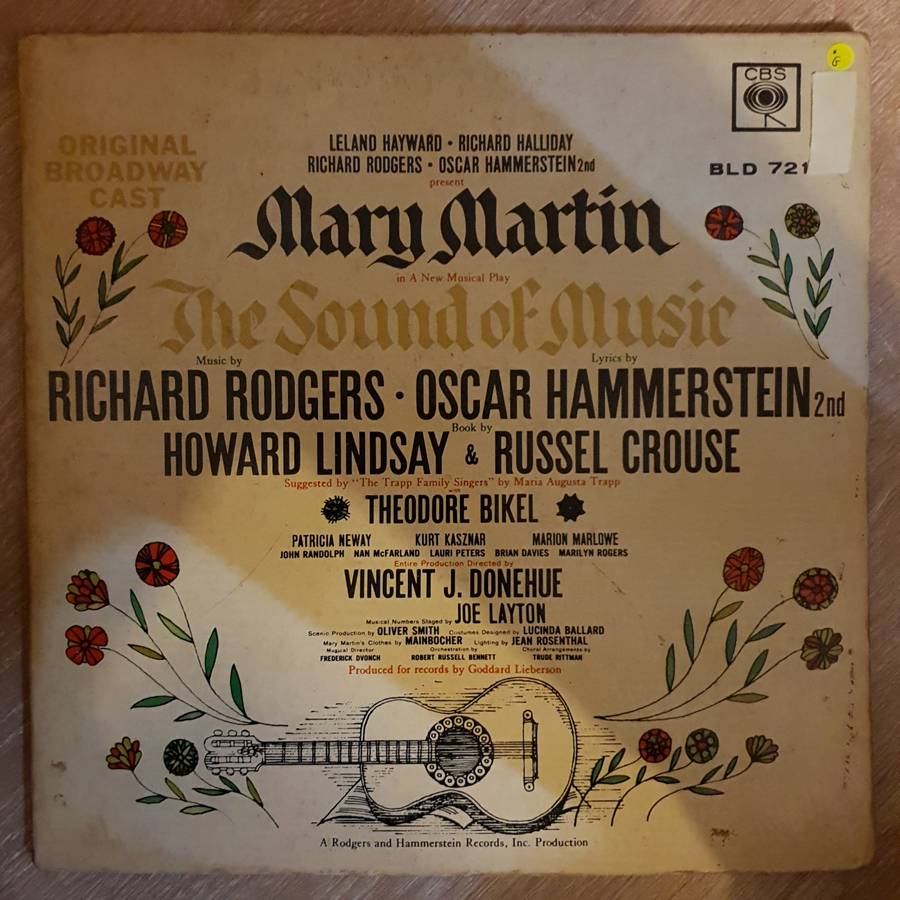 G
CBS
BLD 721
ORIGINAL
BROADWAY
CAST
LELAND HAYWARD · RICHARD HALLIDAY
RICHARD RODGERS · OSCAR HAMMERSTEIN 2nd
present
Mary Martin
in A New Musical Play
The Sound of Music
Music by Lyrics by
RICHARD RODGERS · OSCAR HAMMERSTEIN 2nd
Book by
HOWARD LINDSAY & RUSSEL CROUSE
Suggested by "The Trapp Family Singers" by Maria Augusta Trapp
with
THEODORE BIKEL
PATRICIA NEWAY KURT KASZNAR MARION MARLOWE
JOHN RANDOLPH NAN McFARLAND LAURI PETERS BRIAN DAVIES MARILYN ROGERS
Entire Production Directed by
VINCENT J. DONEHUE
Musical Numbers Staged by JOE LAYTON
Scenic Production by OLIVER SMITH Costumes Designed by LUCINDA BALLARD
Mary Martin's Clothes by MAINBOCHER Lighting by JEAN ROSENTHAL
Musical Director Orchestration by Choral Arrangements by
FREDERICK DVONCH ROBERT RUSSELL BENNETT TRUDE RITTMAN
Produced for records by Goddard Lieberson
A Rodgers and Hammerstein Records, Inc. Production